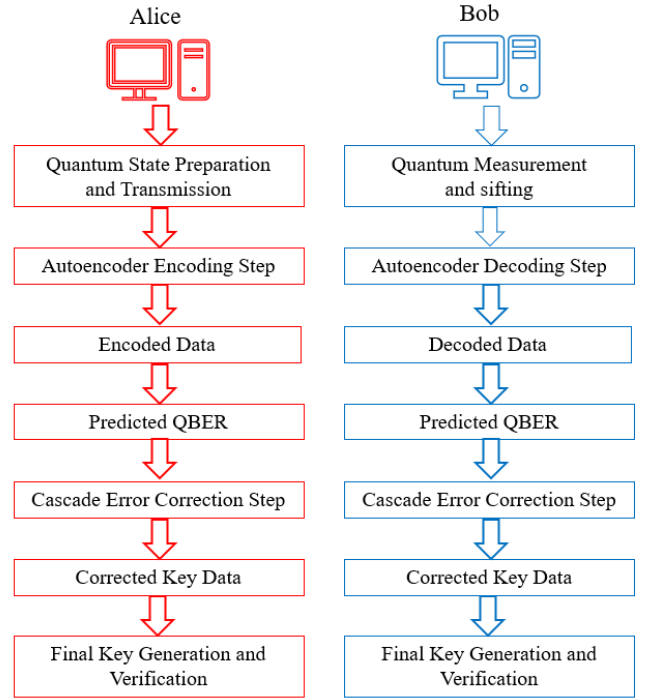 Alice
Quantum State Preparation
and Transmission
Autoencoder Encoding Step
Encoded Data
Predicted QBER
Cascade Error Correction Step
Corrected Key Data
Final Key Generation and
Verification
Bob
Quantum Measurement
and sifting
Autoencoder Decoding Step
Decoded Data
Predicted QBER
Cascade Error Correction Step
Corrected Key Data
Final Key Generation and
Verification